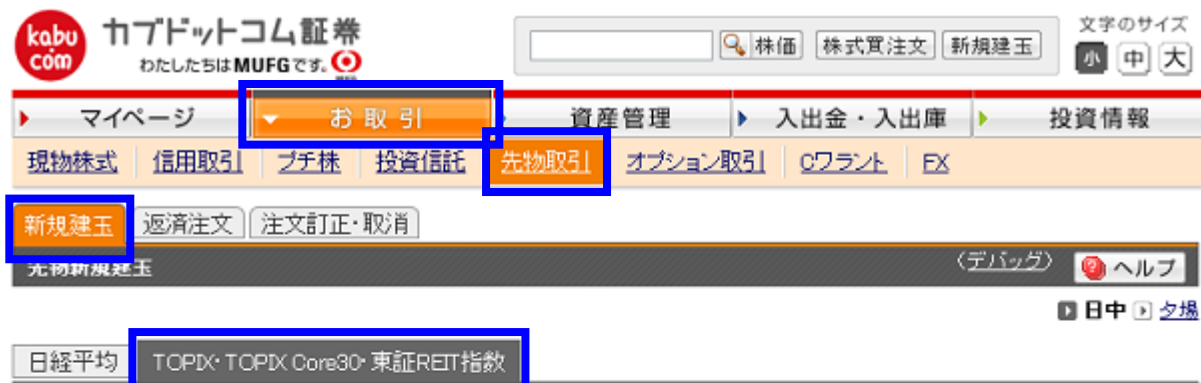 kabu
com
カブドットコム証券
わたしたちはMUFGです。
株価
株式買注文
新規建玉
文字のサイズ
小 中 大
マイページ お取引 資産管理 入出金・入出庫 投資情報
現物株式 信用取引 プチ株 投資信託 先物取引 オプション取引 Cワラント FX
新規建玉 返済注文 注文訂正・取消
先物新規建玉 (デバッグ) ヘルプ
日中 夕場
日経平均 TOPIX・TOPIX Core30・東証REIT指数